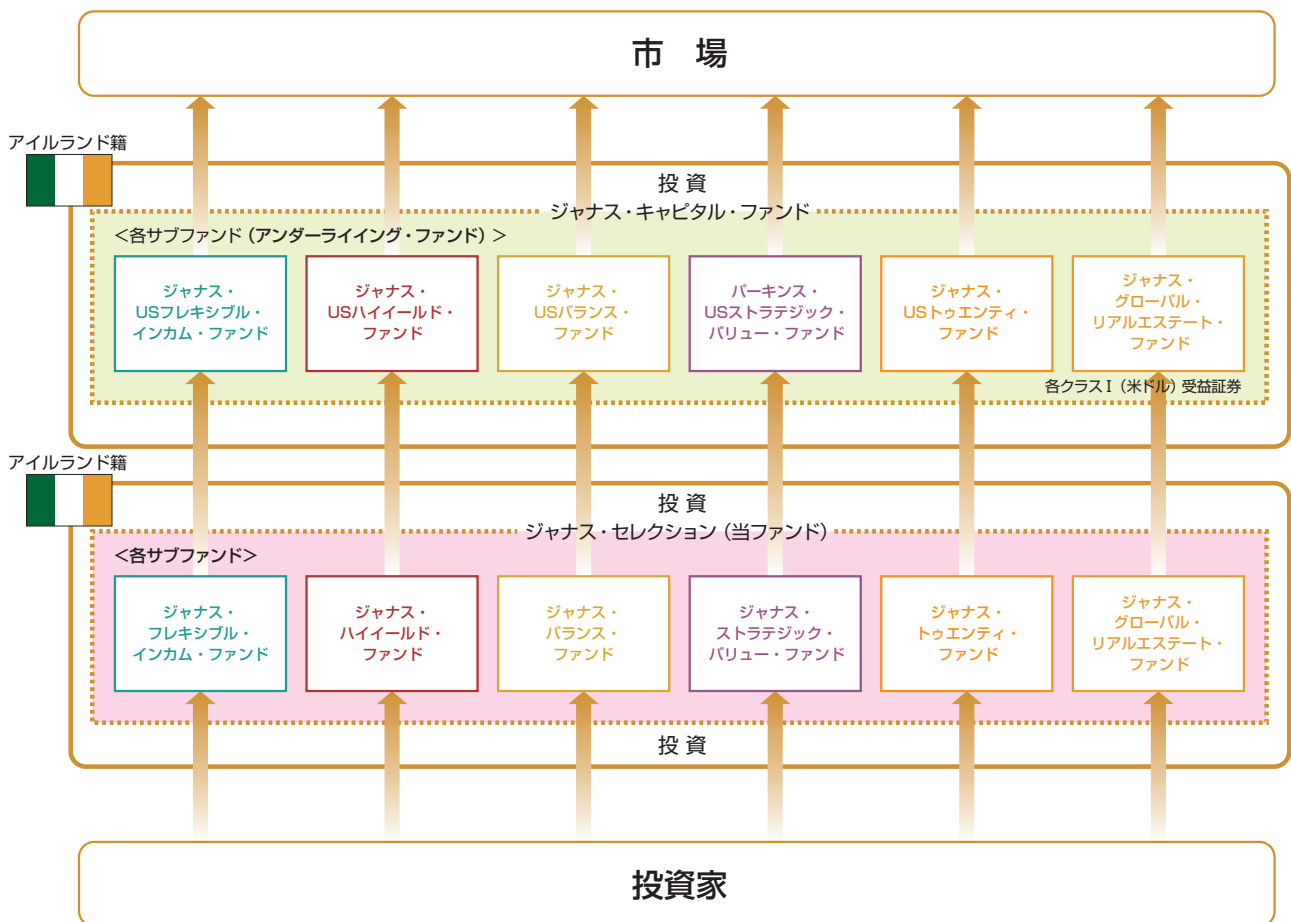 市 場
アイルランド籍
投 資
ジャナス・キャピタル・ファンド
<各サブファンド(アンダーライイング・ファンド)>
ジャナス・
USフレキシブル・
インカム・ファンド
ジャナス・
USハイイールド・
ファンド
ジャナス・
USバランス・
ファンド
パーキンス・
USストラテジック・
バリュー・ファンド
ジャナス・
USトゥエンティ・
ファンド
ジャナス・
グローバル・
リアルエステート・
ファンド
各クラスⅠ(米ドル)受益証券
アイルランド籍
投 資
ジャナス・セレクション(当ファンド)
<各サブファンド>
ジャナス・
フレキシブル・
インカム・ファンド
ジャナス・
ハイイールド・
ファンド
ジャナス・
バランス・
ファンド
ジャナス・
ストラテジック・
バリュー・ファンド
ジャナス・
トゥエンティ・
ファンド
ジャナス・
グローバル・
リアルエステート・
ファンド
投 資
投資家